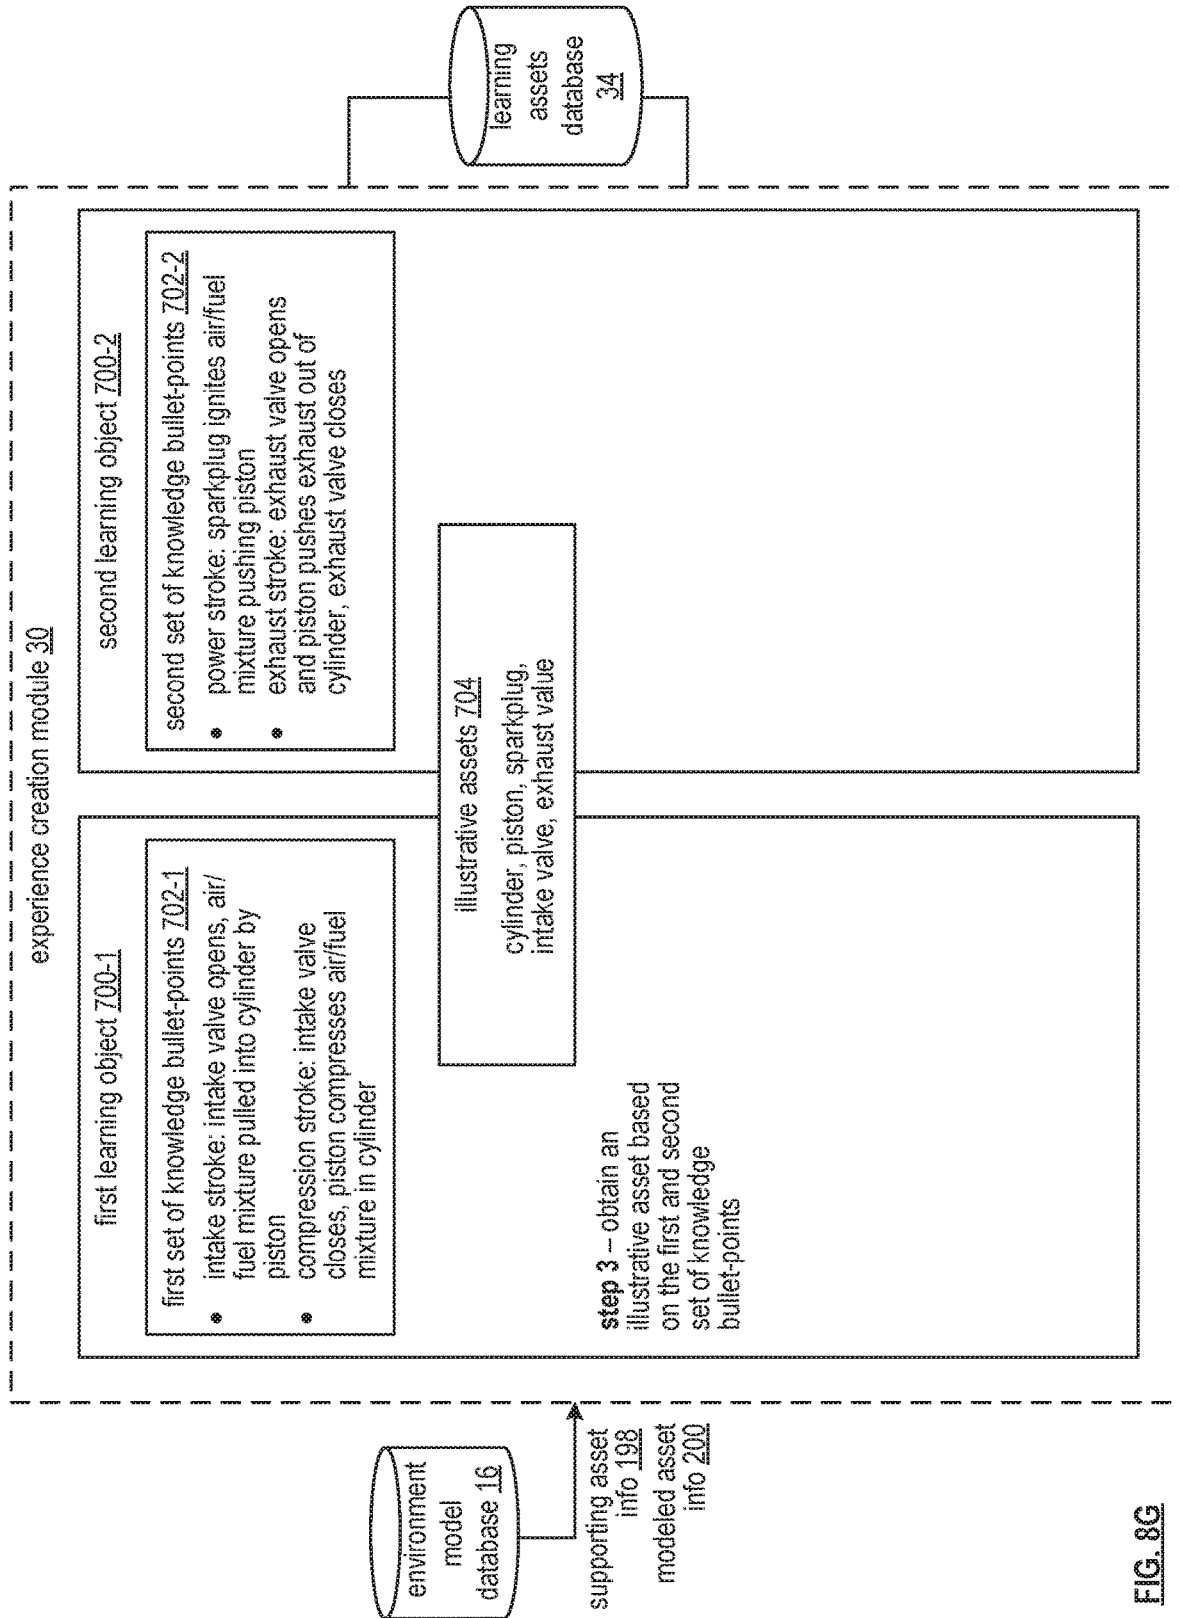 experience creation module 30
first learning object 700-1
first set of knowledge bullet-points 702-1
• intake stroke: intake valve opens, air/
fuel mixture pulled into cylinder by
piston
• compression stroke: intake valve
closes, piston compresses air/fuel
mixture in cylinder
second learning object 700-2
second set of knowledge bullet-points 702-2
• power stroke: sparkplug ignites air/fuel
mixture pushing piston
• exhaust stroke: exhaust valve opens
and piston pushes exhaust out of
cylinder, exhaust valve closes
illustrative assets 704
cylinder, piston, sparkplug,
intake valve, exhaust value
step 3 – obtain an
illustrative asset based
on the first and second
set of knowledge
bullet-points
environment
model
database 16
supporting asset
info 198
modeled asset
info 200
learning
assets
database
34
FIG. 8G